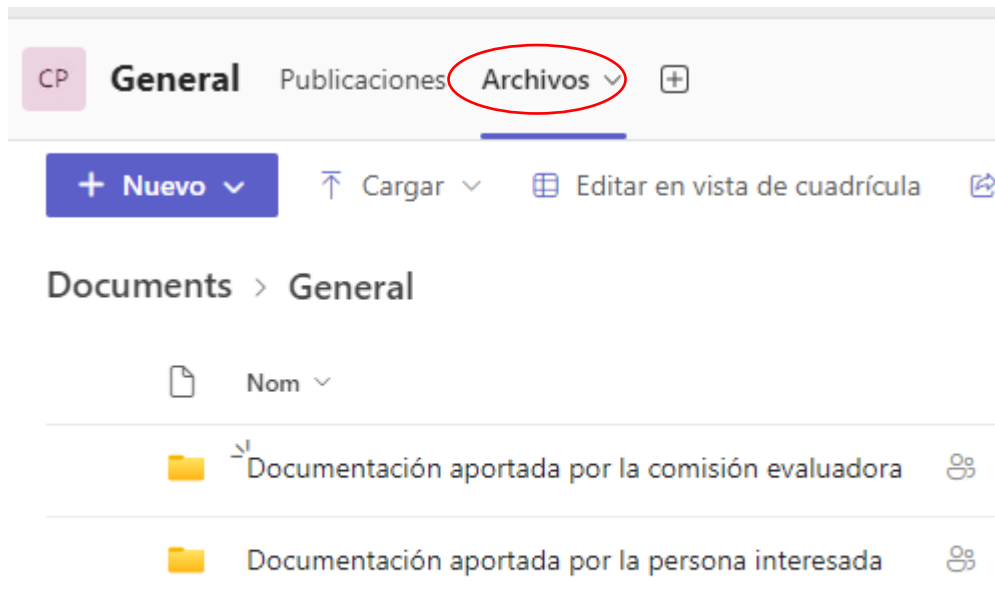 CP General Publicaciones Archivos
+ Nuevo Cargar Editar en vista de cuadrícula
Documents > General
Nom
Documentación aportada por la comisión evaluadora
Documentación aportada por la persona interesada